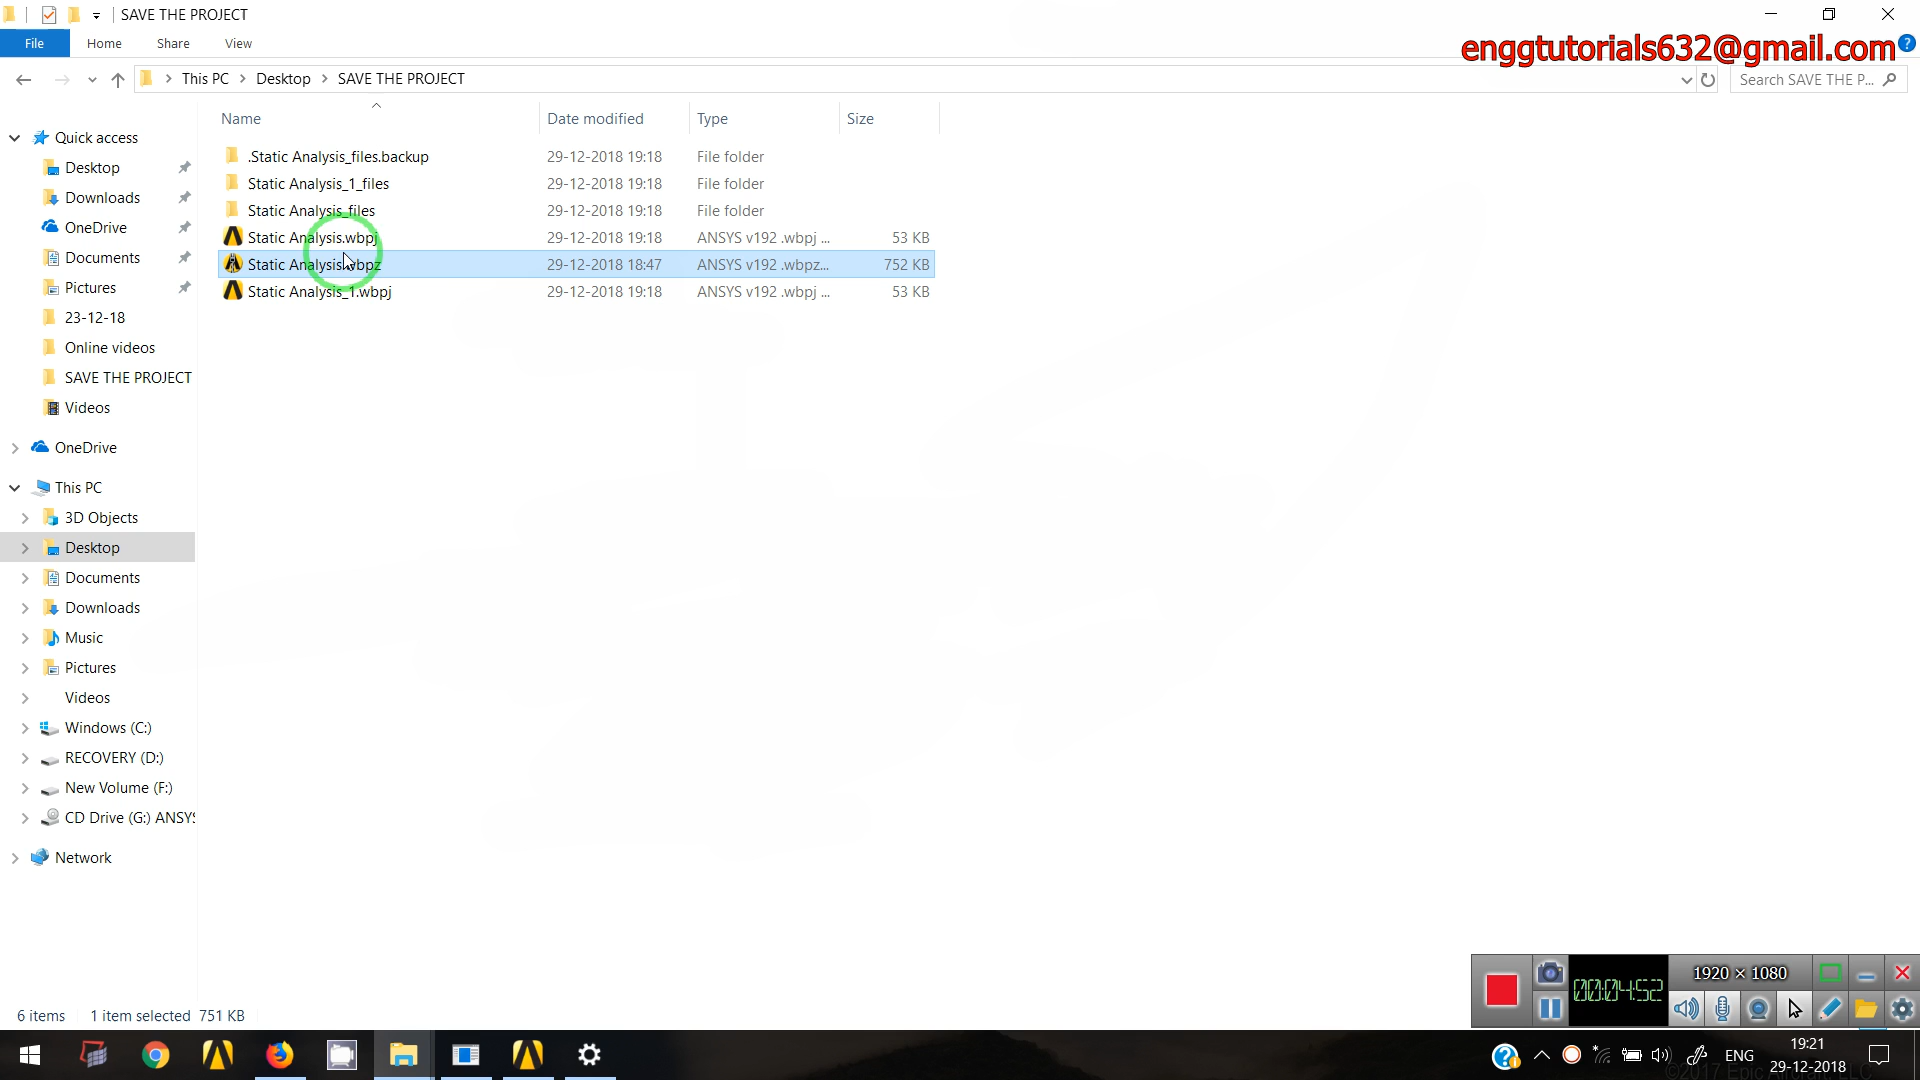 SAVE THE PROJECT
File Home Share View
enggtutorials632@gmail.com
This PC > Desktop > SAVE THE PROJECT
Search SAVE THE P...
Name Date modified Type Size
.Static Analysis_files.backup 29-12-2018 19:18 File folder
Static Analysis_1_files 29-12-2018 19:18 File folder
Static Analysis_files 29-12-2018 19:18 File folder
Static Analysis.wbpj 29-12-2018 19:18 ANSYS v192 .wbpj ... 53 KB
Static Analysis.wbpz 29-12-2018 18:47 ANSYS v192 .wbpz... 752 KB
Static Analysis_1.wbpj 29-12-2018 19:18 ANSYS v192 .wbpj ... 53 KB
Quick access
Desktop
Downloads
OneDrive
Documents
Pictures
23-12-18
Online videos
SAVE THE PROJECT
Videos
OneDrive
This PC
3D Objects
Desktop
Documents
Downloads
Music
Pictures
Videos
Windows (C:)
RECOVERY (D:)
New Volume (F:)
CD Drive (G:) ANSYS
Network
6 items 1 item selected 751 KB
1920 × 1080
00:04:52
ENG
19:21
29-12-2018
©2017 Epic Aircraft, LLC